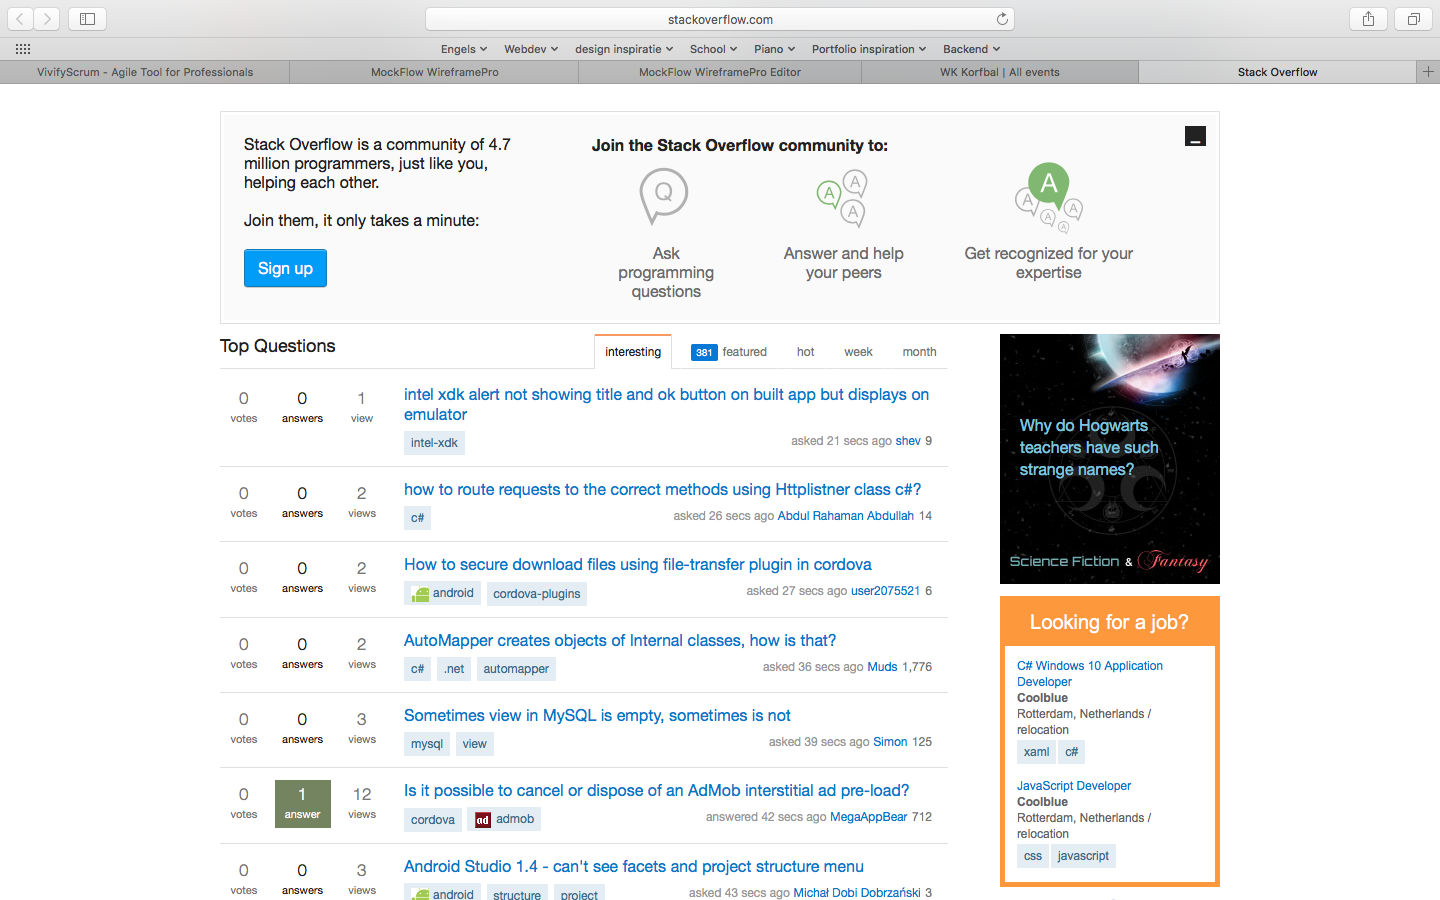 stackoverflow.com
Engels Webdev design inspiratie School Piano Portfolio inspiration Backend
VivifyScrum - Agile Tool for Professionals MockFlow WireframePro MockFlow WireframePro Editor WK Korfbal | All events Stack Overflow
Stack Overflow is a community of 4.7
million programmers, just like you,
helping each other.
Join them, it only takes a minute:
Sign up
Join the Stack Overflow community to:
Q
Ask
programming
questions
A A A
Answer and help
your peers
A A A A A
Get recognized for your
expertise
Top Questions
interesting 381 featured hot week month
0 votes 0 answers 1 view
intel xdk alert not showing title and ok button on built app but displays on
emulator
intel-xdk
asked 21 secs ago shev 9
0 votes 0 answers 2 views
how to route requests to the correct methods using Httplistner class c#?
c#
asked 26 secs ago Abdul Rahaman Abdullah 14
0 votes 0 answers 2 views
How to secure download files using file-transfer plugin in cordova
android cordova-plugins
asked 27 secs ago user2075521 6
0 votes 0 answers 2 views
AutoMapper creates objects of Internal classes, how is that?
c# .net automapper
asked 36 secs ago Muds 1,776
0 votes 0 answers 3 views
Sometimes view in MySQL is empty, sometimes is not
mysql view
asked 39 secs ago Simon 125
0 votes 1 answer 12 views
Is it possible to cancel or dispose of an AdMob interstitial ad pre-load?
cordova ad admob
answered 42 secs ago MegaAppBear 712
0 votes 0 answers 3 views
Android Studio 1.4 - can't see facets and project structure menu
android structure project
asked 43 secs ago Michał Dobi Dobrzański 3
Why do Hogwarts
teachers have such
strange names?
Science Fiction & Fantasy
Looking for a job?
C# Windows 10 Application
Developer
Coolblue
Rotterdam, Netherlands /
relocation
xaml c#
JavaScript Developer
Coolblue
Rotterdam, Netherlands /
relocation
css javascript